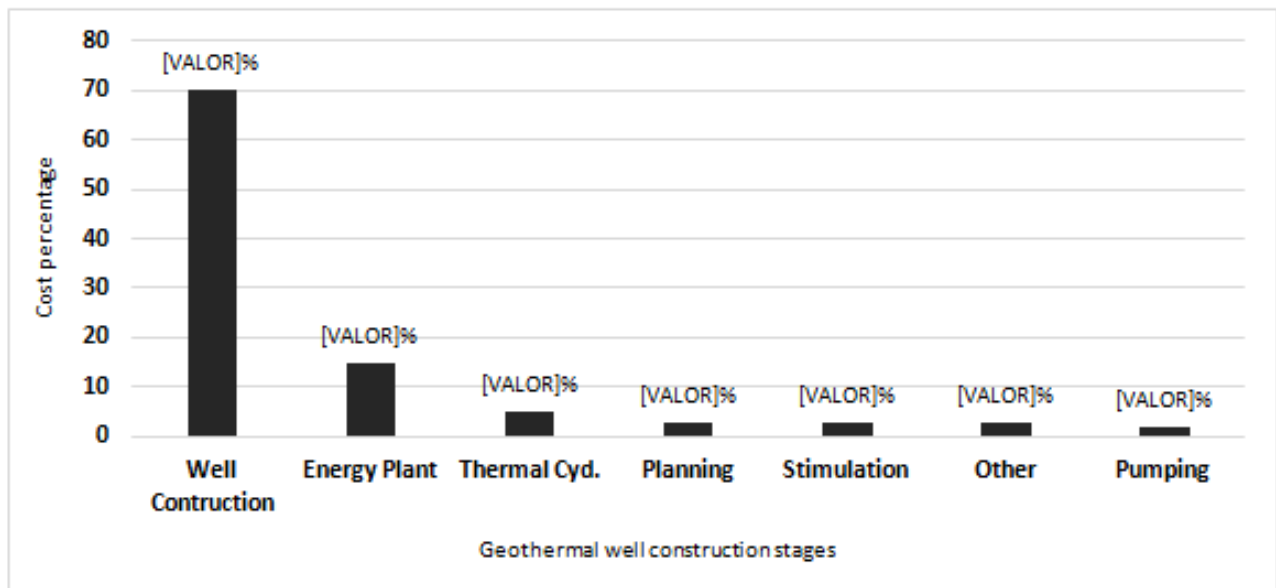 80
[VALOR]%
70
60
50
40
30
20
[VALOR]%
10
[VALOR]%
[VALOR]%
[VALOR]%
[VALOR]%
[VALOR]%
0
Cost percentage
Well
Contruction
Energy Plant
Thermal Cyd.
Planning
Stimulation
Other
Pumping
Geothermal well construction stages